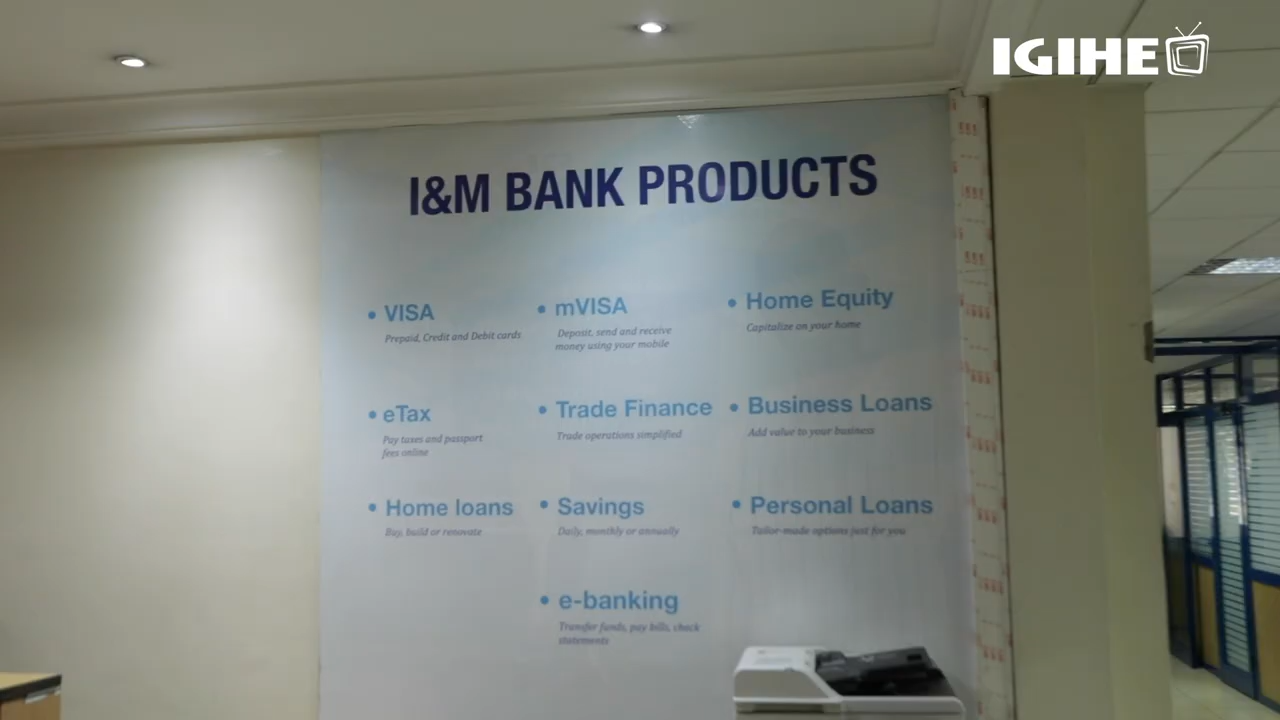 IGIHE
I&M BANK PRODUCTS
• VISA
Prepaid, Credit and Debit cards
• mVISA
Deposit, send and receive
money using your mobile
• Home Equity
Capitalize on your home
• eTax
Pay taxes and passport
fees online
• Trade Finance
Trade operations simplified
• Business Loans
Add value to your business
• Home loans
Buy, build or renovate
• Savings
Daily, monthly or annually
• Personal Loans
Tailor-made options just for you
• e-banking
Transfer funds, pay bills, check
statements